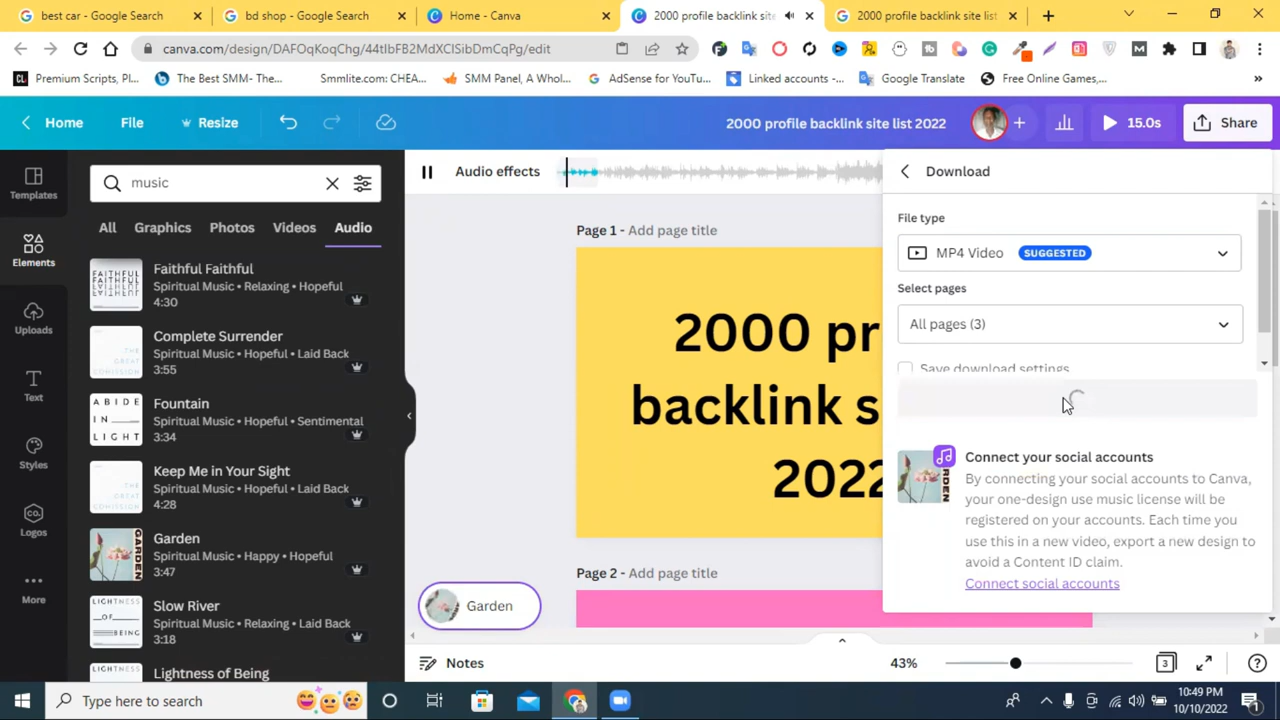 best car - Google Search
bd shop - Google Search
Home - Canva
2000 profile backlink site
2000 profile backlink site list
canva.com/design/DAFOqKoqChg/44tIbFB2MdXCISibDmCqPg/edit
Premium Scripts, Pl...
The Best SMM- The...
Smmlite.com: CHEA...
SMM Panel, A Whol...
AdSense for YouTu...
Linked accounts -...
Google Translate
Free Online Games,...
Home
File
Resize
2000 profile backlink site list 2022
15.0s
Share
Templates
Elements
Uploads
Text
Styles
Logos
More
music
All
Graphics
Photos
Videos
Audio
Faithful Faithful
Spiritual Music • Relaxing • Hopeful
4:30
Complete Surrender
Spiritual Music • Hopeful • Laid Back
3:55
Fountain
Spiritual Music • Hopeful • Sentimental
3:34
Keep Me in Your Sight
Spiritual Music • Hopeful • Laid Back
4:28
Garden
Spiritual Music • Happy • Hopeful
3:47
Slow River
Spiritual Music • Relaxing • Laid Back
3:18
Lightness of Being
Audio effects
Page 1 - Add page title
2000 pr
backlink s
2022
Page 2 - Add page title
Garden
Download
File type
MP4 Video SUGGESTED
Select pages
All pages (3)
Save download settings
Connect your social accounts
By connecting your social accounts to Canva,
your one-design use music license will be
registered on your accounts. Each time you
use this in a new video, export a new design to
avoid a Content ID claim.
Connect social accounts
Notes
43%
3
Type here to search
10:49 PM
10/10/2022
1